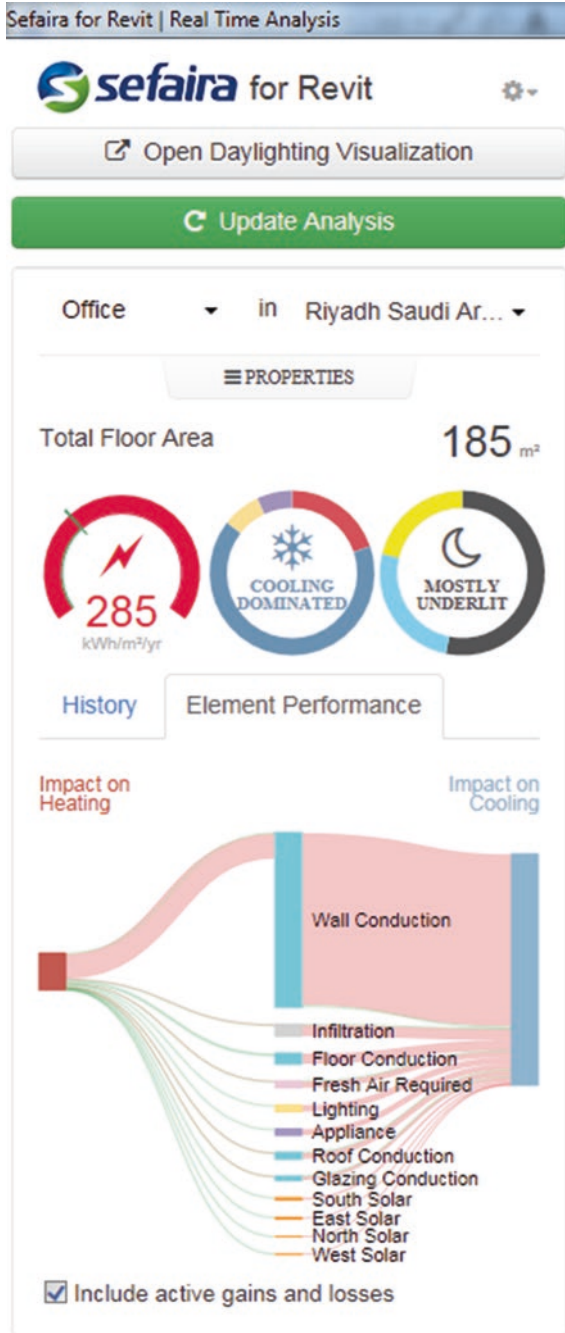 Sefaira for Revit | Real Time Analysis
sefaira for Revit
Open Daylighting Visualization
Update Analysis
Office in Riyadh Saudi Ar...
PROPERTIES
Total Floor Area 185 m²
285
kWh/m²/yr
COOLING
DOMINATED
MOSTLY
UNDERLIT
History Element Performance
Impact on
Heating
Impact on
Cooling
Wall Conduction
Infiltration
Floor Conduction
Fresh Air Required
Lighting
Appliance
Roof Conduction
Glazing Conduction
South Solar
East Solar
North Solar
West Solar
Include active gains and losses